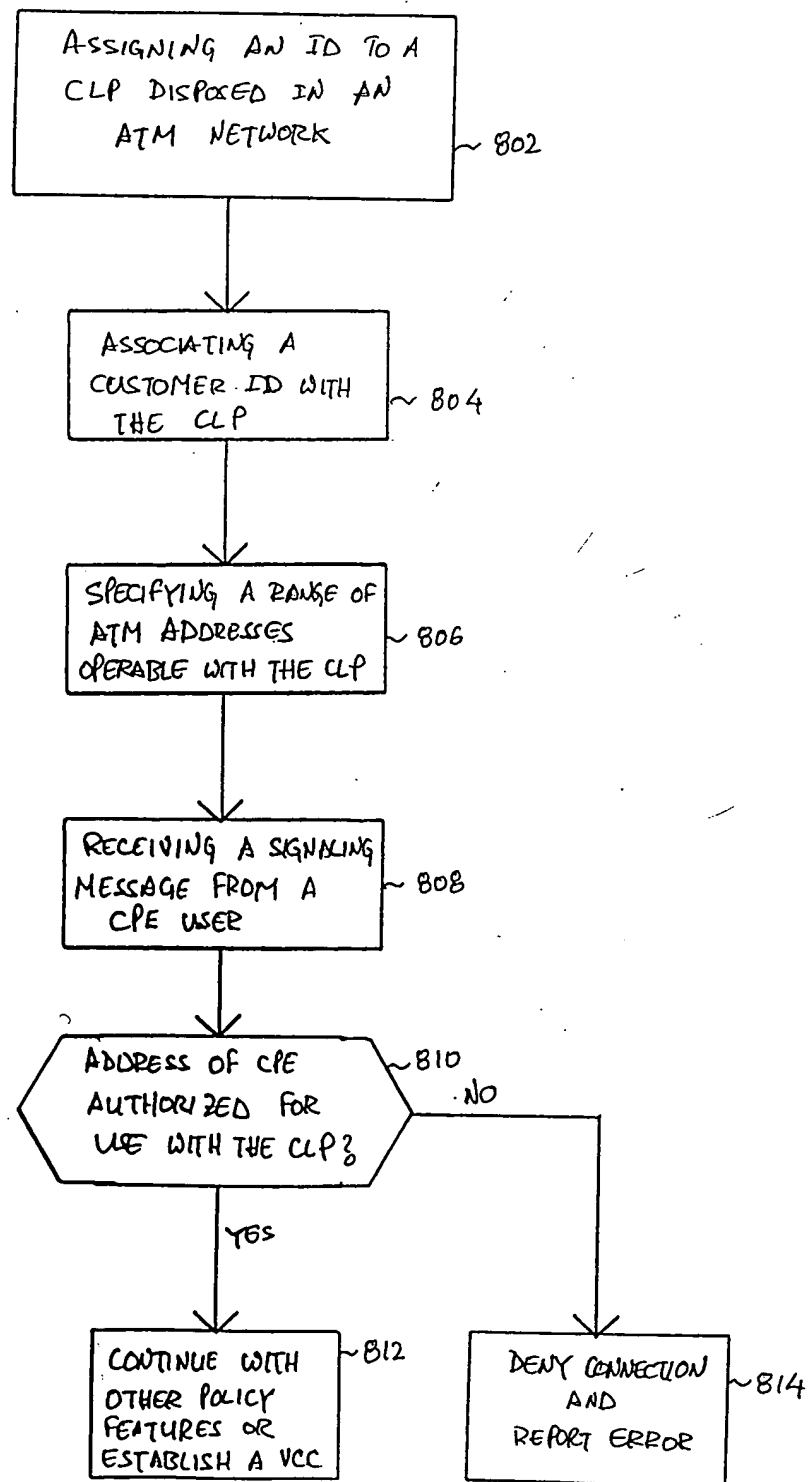 ASSIGNING AN ID TO A
CLP DISPOSED IN AN
ATM NETWORK
802
ASSOCIATING A
CUSTOMER ID WITH
THE CLP
804
SPECIFYING A RANGE OF
ATM ADDRESSES
OPERABLE WITH THE CLP
806
RECEIVING A SIGNALING
MESSAGE FROM A
CPE USER
808
ADDRESS OF CPE
AUTHORIZED FOR
USE WITH THE CLP?
810
NO
YES
CONTINUE WITH
OTHER POLICY
FEATURES OR
ESTABLISH A VCC
812
DENY CONNECTION
AND
REPORT ERROR
814